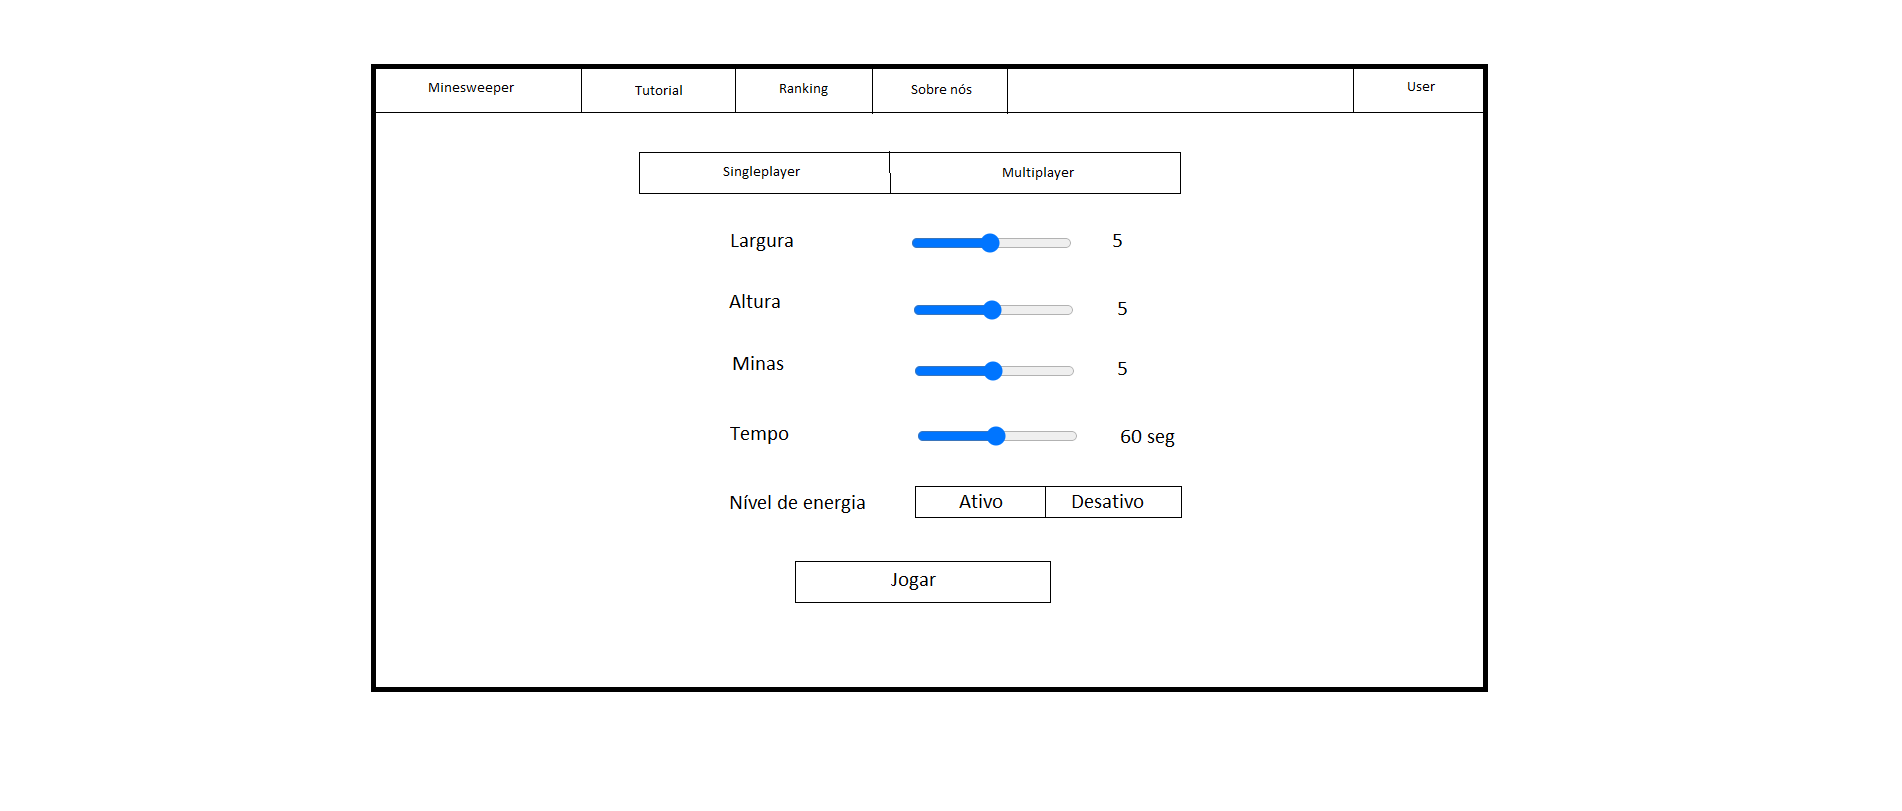 Minesweeper
Tutorial
Ranking
Sobre nós
User
Singleplayer
Multiplayer
Largura
5
Altura
5
Minas
5
Tempo
60 seg
Nível de energia
Ativo
Desativo
Jogar